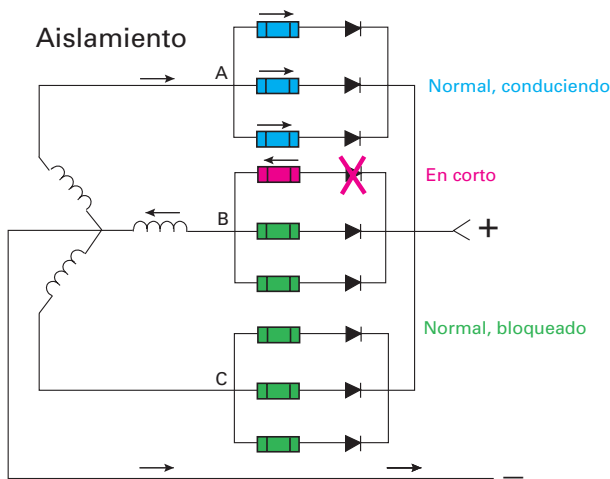 Aislamiento
A
Normal, conduciendo
En corto
B
+
Normal, bloqueado
C
–